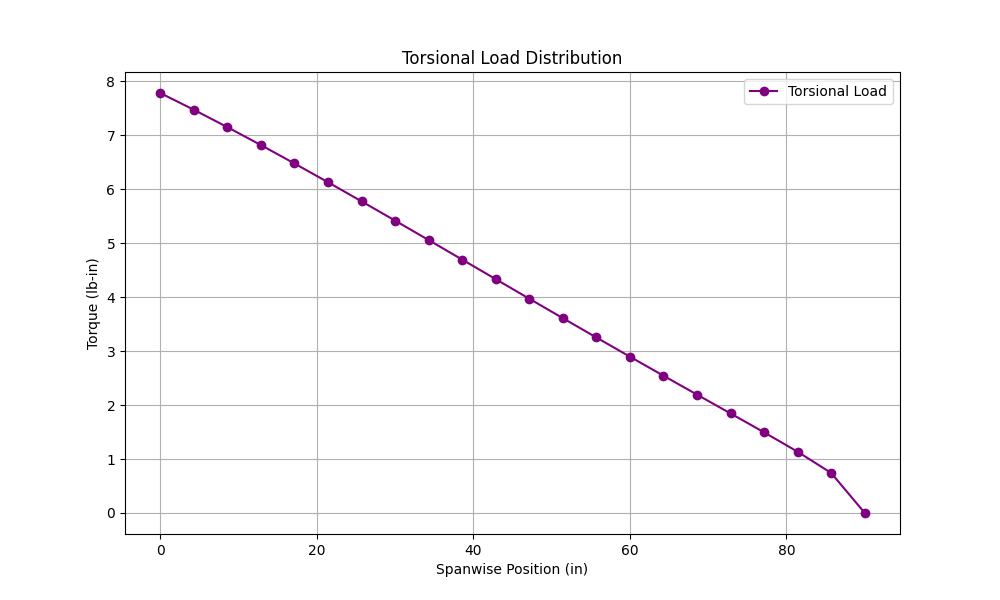 Torsional Load Distribution
Torsional Load
8
7
6
5
4
3
2
1
0
Torque (lb-in)
0 20 40 60 80
Spanwise Position (in)